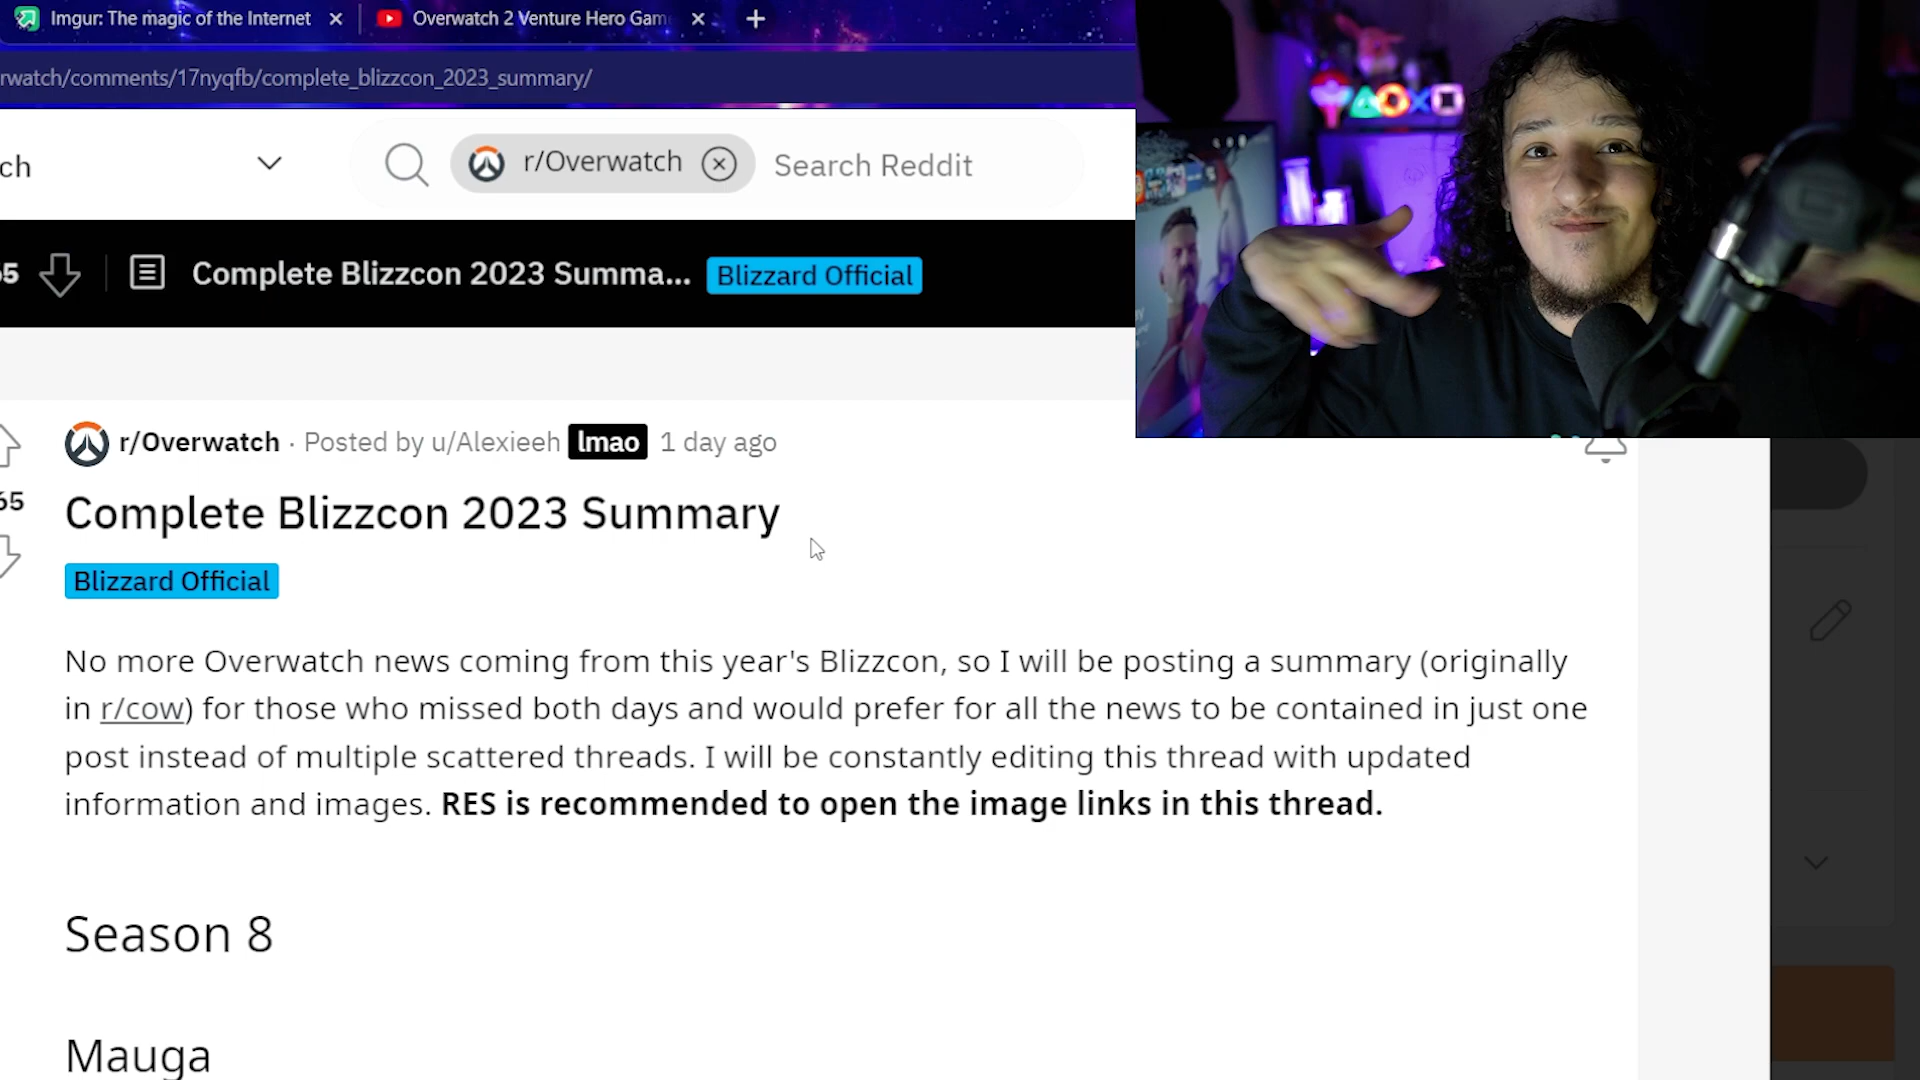 Imgur: The magic of the Internet
Overwatch 2 Venture Hero Gam
rwatch/comments/17nyqfb/complete_blizzcon_2023_summary/
ch
r/Overwatch
Search Reddit
65
Complete Blizzcon 2023 Summa...
Blizzard Official
r/Overwatch · Posted by u/Alexieeh lmao 1 day ago
65
Complete Blizzcon 2023 Summary
Blizzard Official
No more Overwatch news coming from this year's Blizzcon, so I will be posting a summary (originally
in r/cow) for those who missed both days and would prefer for all the news to be contained in just one
post instead of multiple scattered threads. I will be constantly editing this thread with updated
information and images. RES is recommended to open the image links in this thread.
Season 8
Mauga